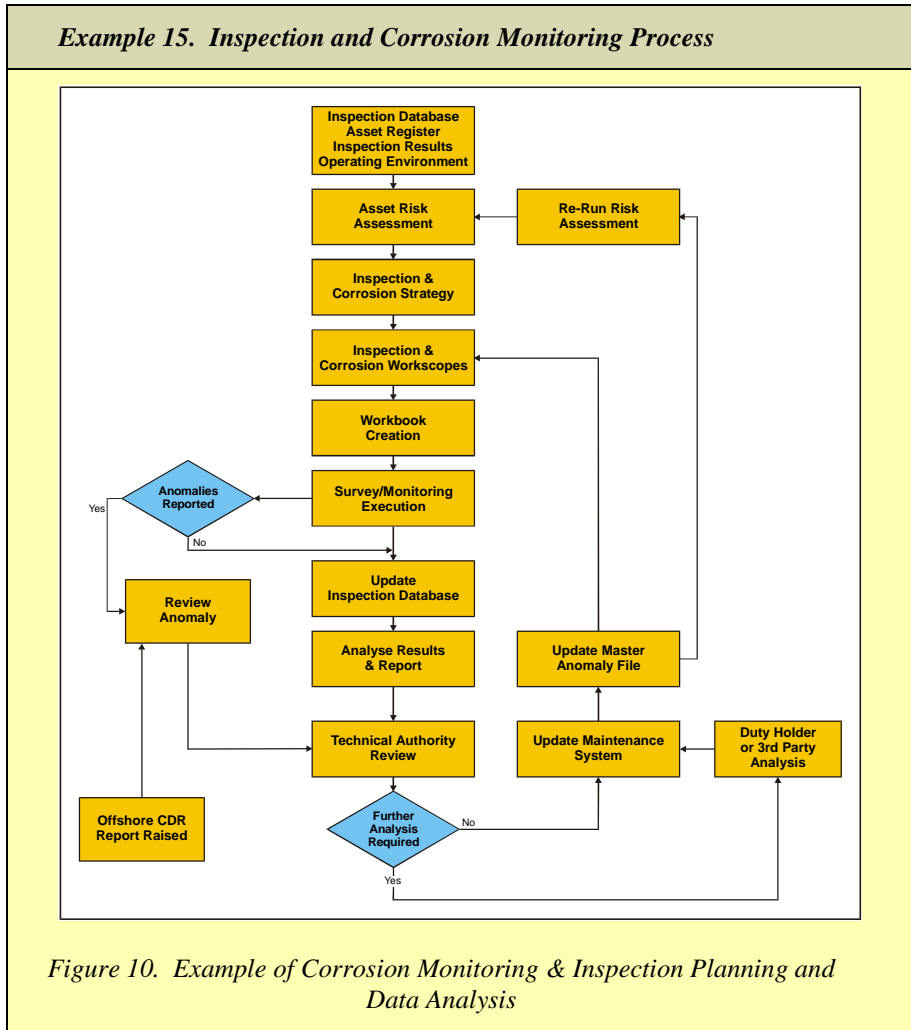 Example 15. Inspection and Corrosion Monitoring Process
Inspection Database
Asset Register
Inspection Results
Operating Environment
Asset Risk
Assessment
Re-Run Risk
Assessment
Inspection &
Corrosion Strategy
Inspection &
Corrosion Workscopes
Workbook
Creation
Anomalies
Reported
Survey/Monitoring
Execution
Yes
No
Update
Inspection Database
Review
Anomaly
Analyse Results
& Report
Update Master
Anomaly File
Technical Authority
Review
Update Maintenance
System
Duty Holder
or 3rd Party
Analysis
Offshore CDR
Report Raised
Further
Analysis
Required
No
Yes
Figure 10. Example of Corrosion Monitoring & Inspection Planning and
Data Analysis